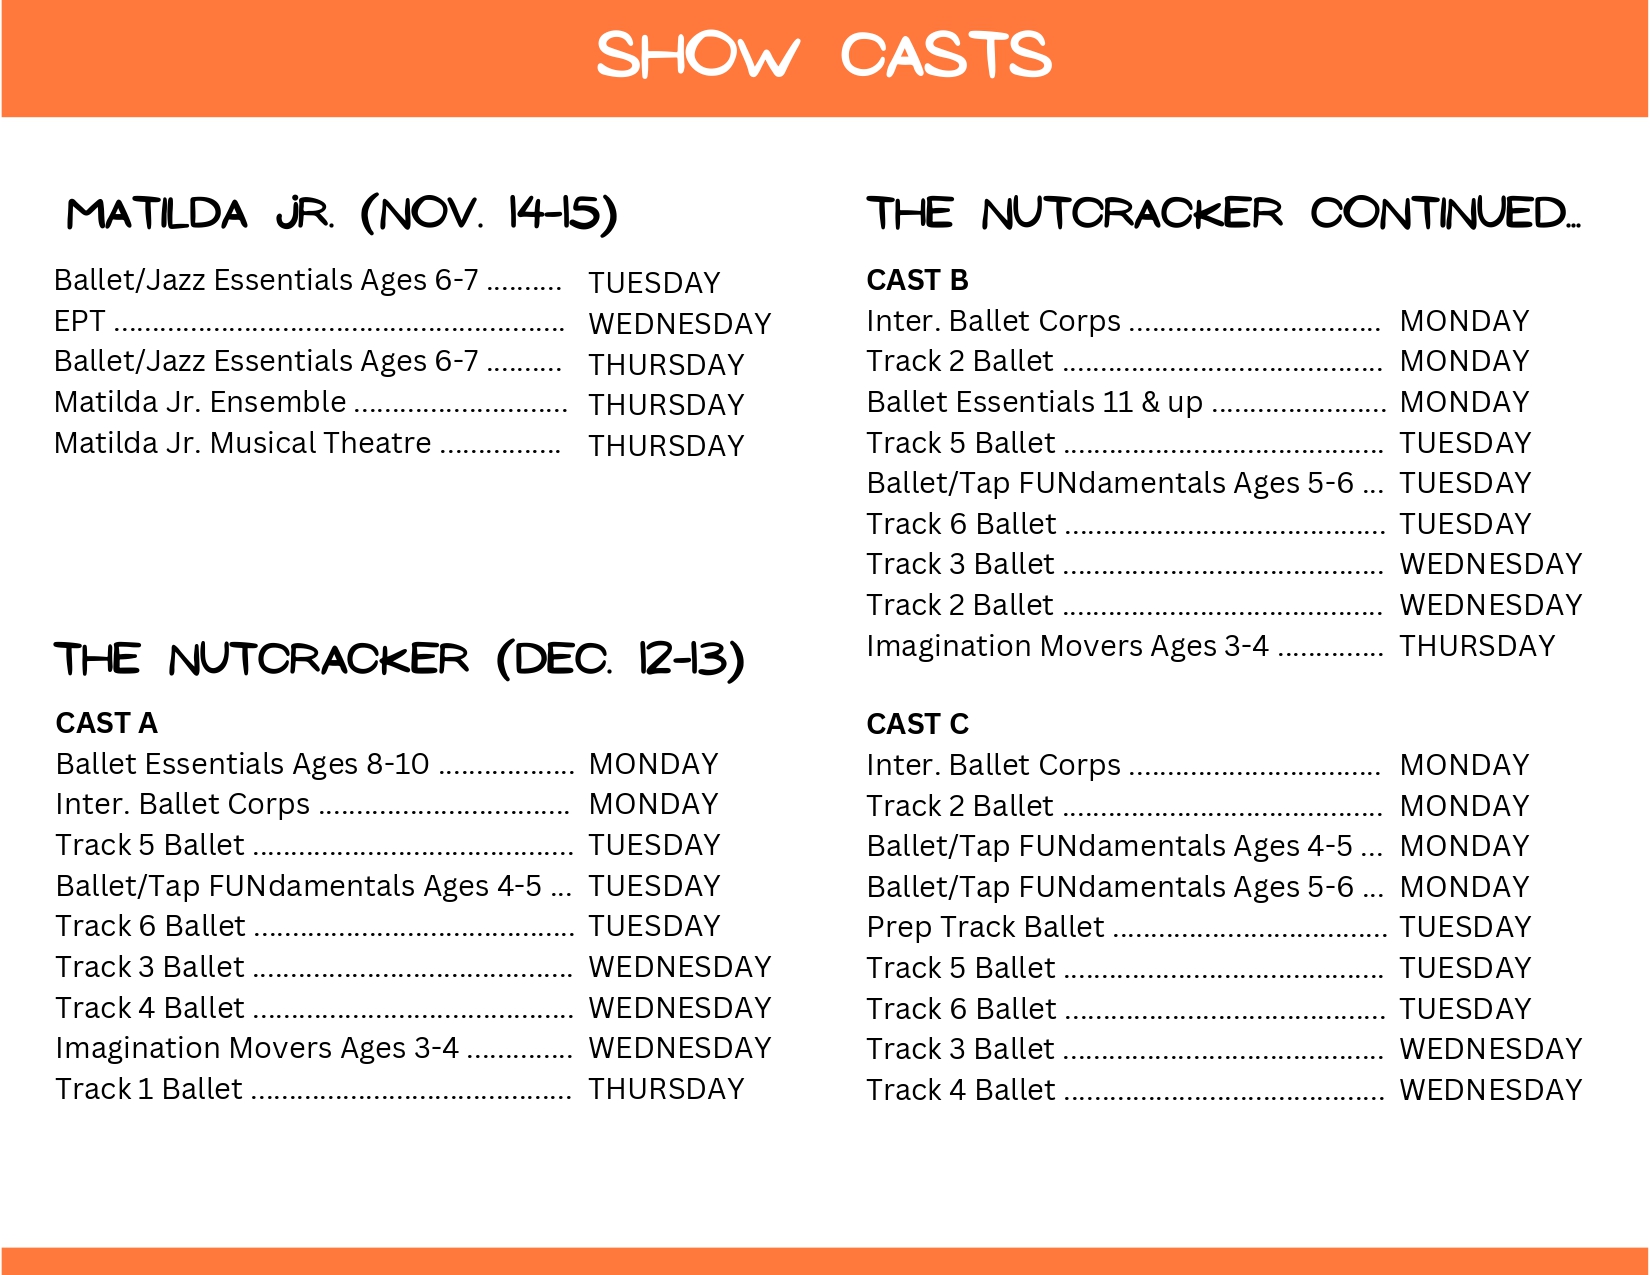 SHOW CASTS
MATILDA JR. (NOV. 14-15)
Ballet/Jazz Essentials Ages 6-7 .......... TUESDAY
EPT ........................................................... WEDNESDAY
Ballet/Jazz Essentials Ages 6-7 .......... THURSDAY
Matilda Jr. Ensemble ............................ THURSDAY
Matilda Jr. Musical Theatre ................ THURSDAY
THE NUTCRACKER (DEC. 12-13)
CAST A
Ballet Essentials Ages 8-10 .................. MONDAY
Inter. Ballet Corps ................................. MONDAY
Track 5 Ballet .......................................... TUESDAY
Ballet/Tap FUNdamentals Ages 4-5 ... TUESDAY
Track 6 Ballet .......................................... TUESDAY
Track 3 Ballet .......................................... WEDNESDAY
Track 4 Ballet .......................................... WEDNESDAY
Imagination Movers Ages 3-4 .............. WEDNESDAY
Track 1 Ballet .......................................... THURSDAY
THE NUTCRACKER CONTINUED...
CAST B
Inter. Ballet Corps ................................. MONDAY
Track 2 Ballet .......................................... MONDAY
Ballet Essentials 11 & up ....................... MONDAY
Track 5 Ballet .......................................... TUESDAY
Ballet/Tap FUNdamentals Ages 5-6 ... TUESDAY
Track 6 Ballet .......................................... TUESDAY
Track 3 Ballet .......................................... WEDNESDAY
Track 2 Ballet .......................................... WEDNESDAY
Imagination Movers Ages 3-4 .............. THURSDAY
CAST C
Inter. Ballet Corps ................................. MONDAY
Track 2 Ballet .......................................... MONDAY
Ballet/Tap FUNdamentals Ages 4-5 ... MONDAY
Ballet/Tap FUNdamentals Ages 5-6 ... MONDAY
Prep Track Ballet .................................... TUESDAY
Track 5 Ballet .......................................... TUESDAY
Track 6 Ballet .......................................... TUESDAY
Track 3 Ballet .......................................... WEDNESDAY
Track 4 Ballet .......................................... WEDNESDAY